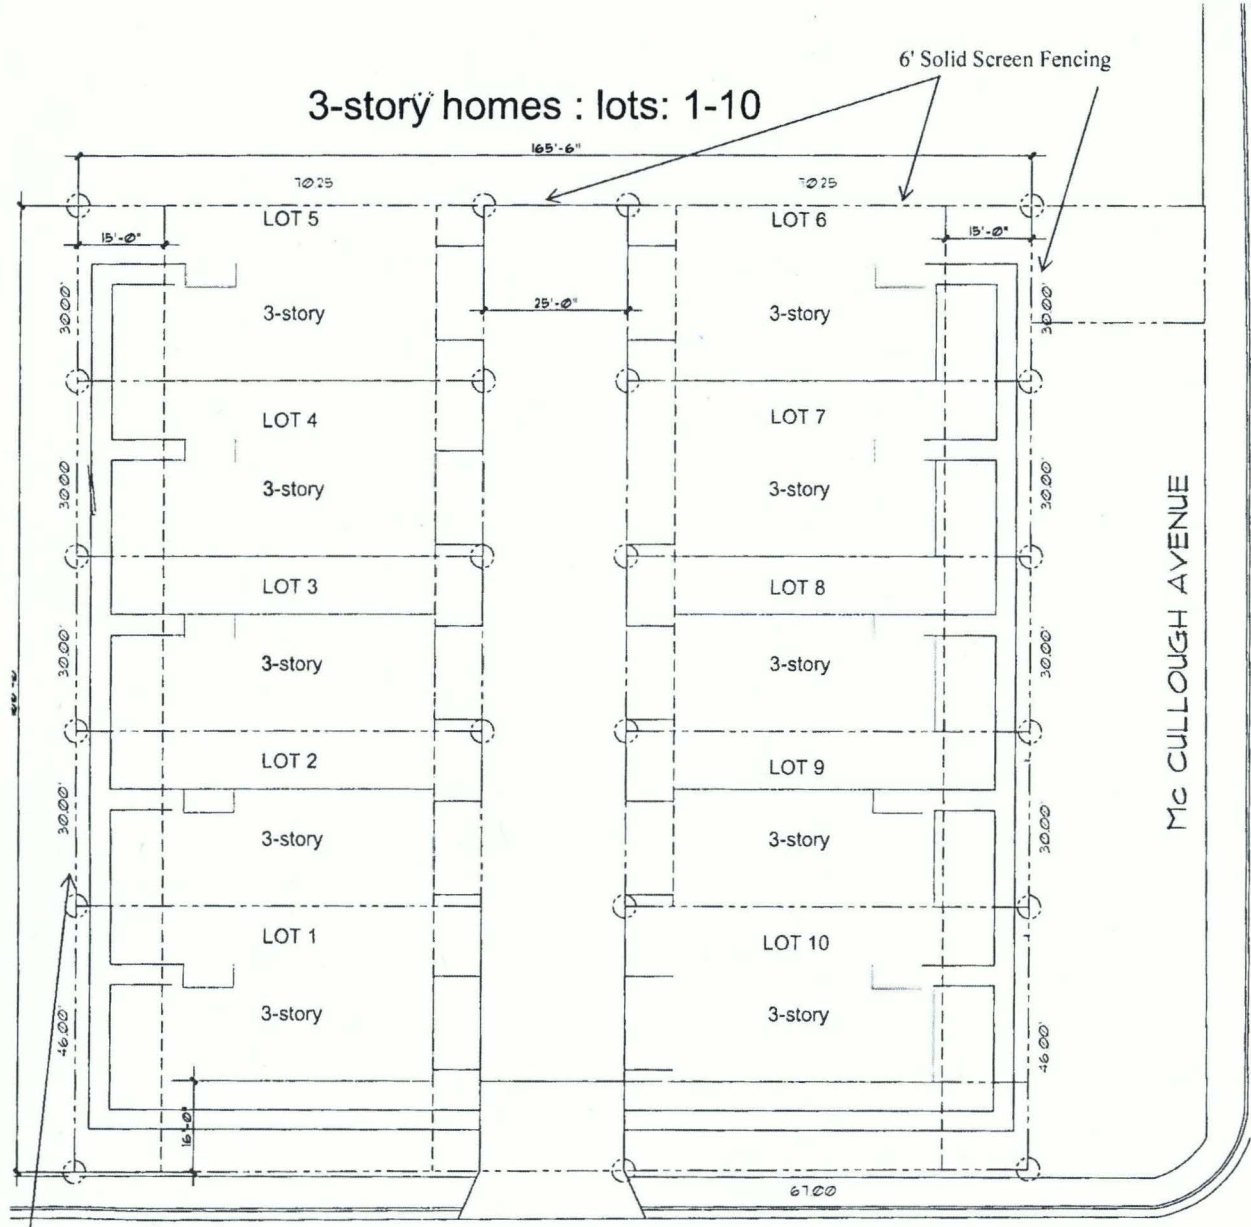 6' Solid Screen Fencing
3-story homes : lots: 1-10
165'-6"
70.25
70.25
LOT 5
LOT 6
15'-0"
15'-0"
25'-0"
30.00'
3-story
3-story
30.00'
LOT 4
LOT 7
30.00
3-story
3-story
30.00'
LOT 3
LOT 8
30.00'
3-story
3-story
30.00'
Mc CULLOUGH AVENUE
LOT 2
LOT 9
30.00'
3-story
3-story
30.00'
LOT 1
LOT 10
46.00'
3-story
3-story
46.00'
16'-0"
67.00